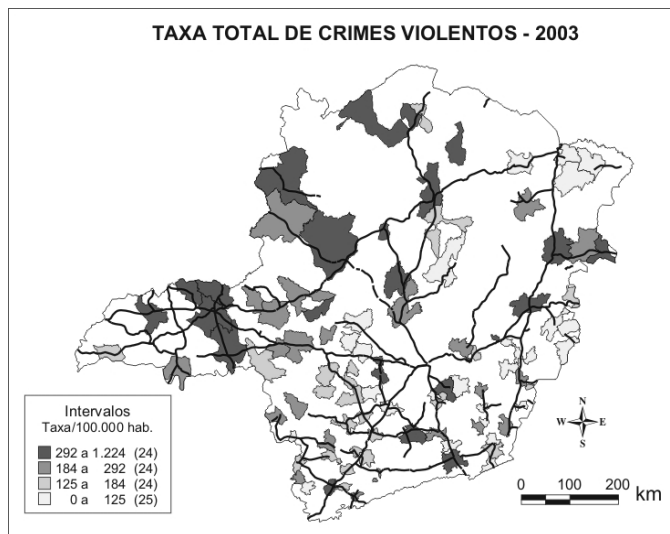 TAXA TOTAL DE CRIMES VIOLENTOS - 2003
Intervalos
Taxa/100.000 hab.
292 a 1.224 (24)
184 a 292 (24)
125 a 184 (24)
0 a 125 (25)
N
W E
S
0 100 200
km